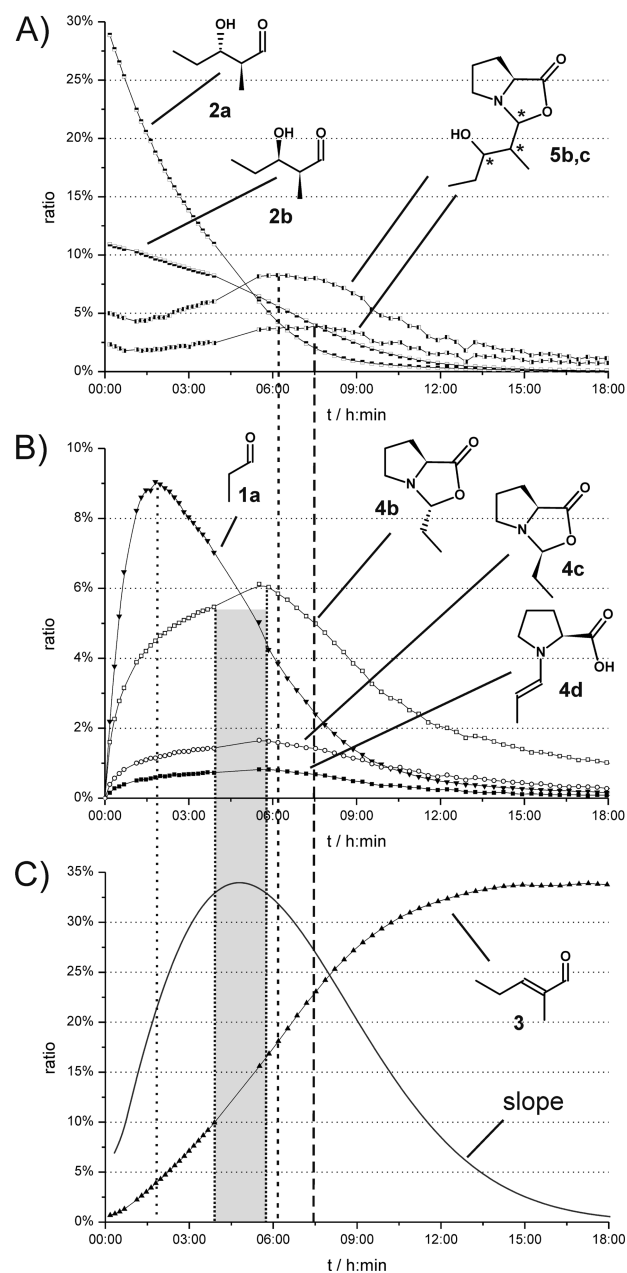 A)
30%
25%
20%
15%
10%
5%
0%
ratio
OH O
2a
OH O
2b
O
N O
HO * *
*
5b,c
00:00 03:00 06:00 09:00 12:00 15:00 18:00
t / h:min
B)
10%
8%
6%
4%
2%
0%
ratio
O
1a
O
N O
4b
O
N O
4c
O
N OH
4d
00:00 03:00 06:00 09:00 12:00 15:00 18:00
t / h:min
C)
35%
30%
25%
20%
15%
10%
5%
0%
ratio
O
3
slope
00:00 03:00 06:00 09:00 12:00 15:00 18:00
t / h:min